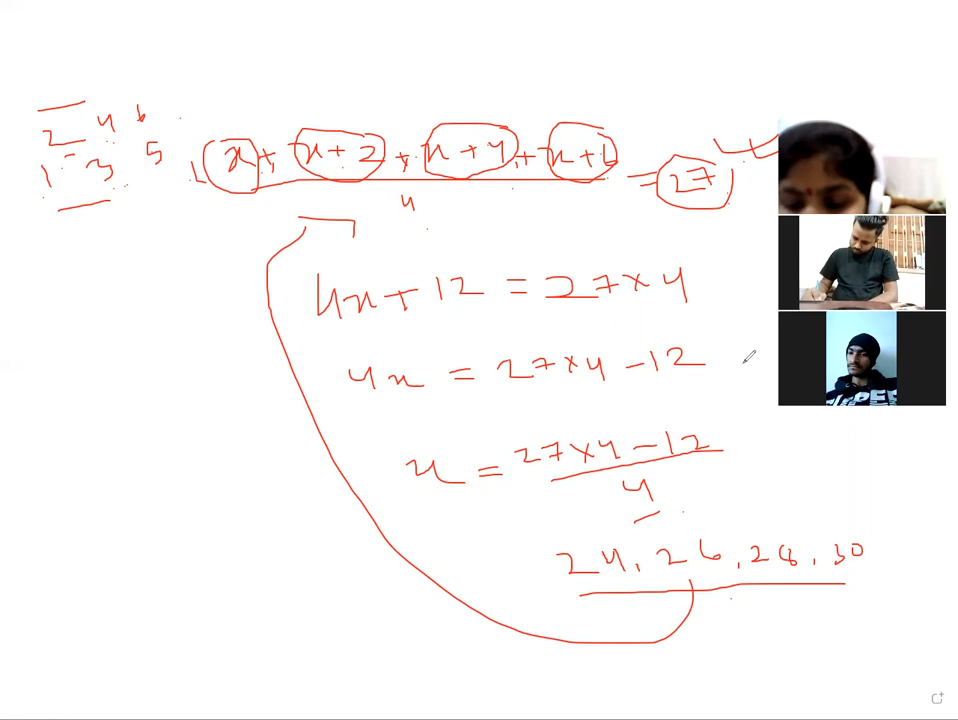 2 4 6
1 3 5
x + x+2 + x+4 + x+6 = 27
4
4x + 12 = 27 × 4
4x = 27×4 - 12
x = 27×4 - 12
4
24, 26, 28, 30